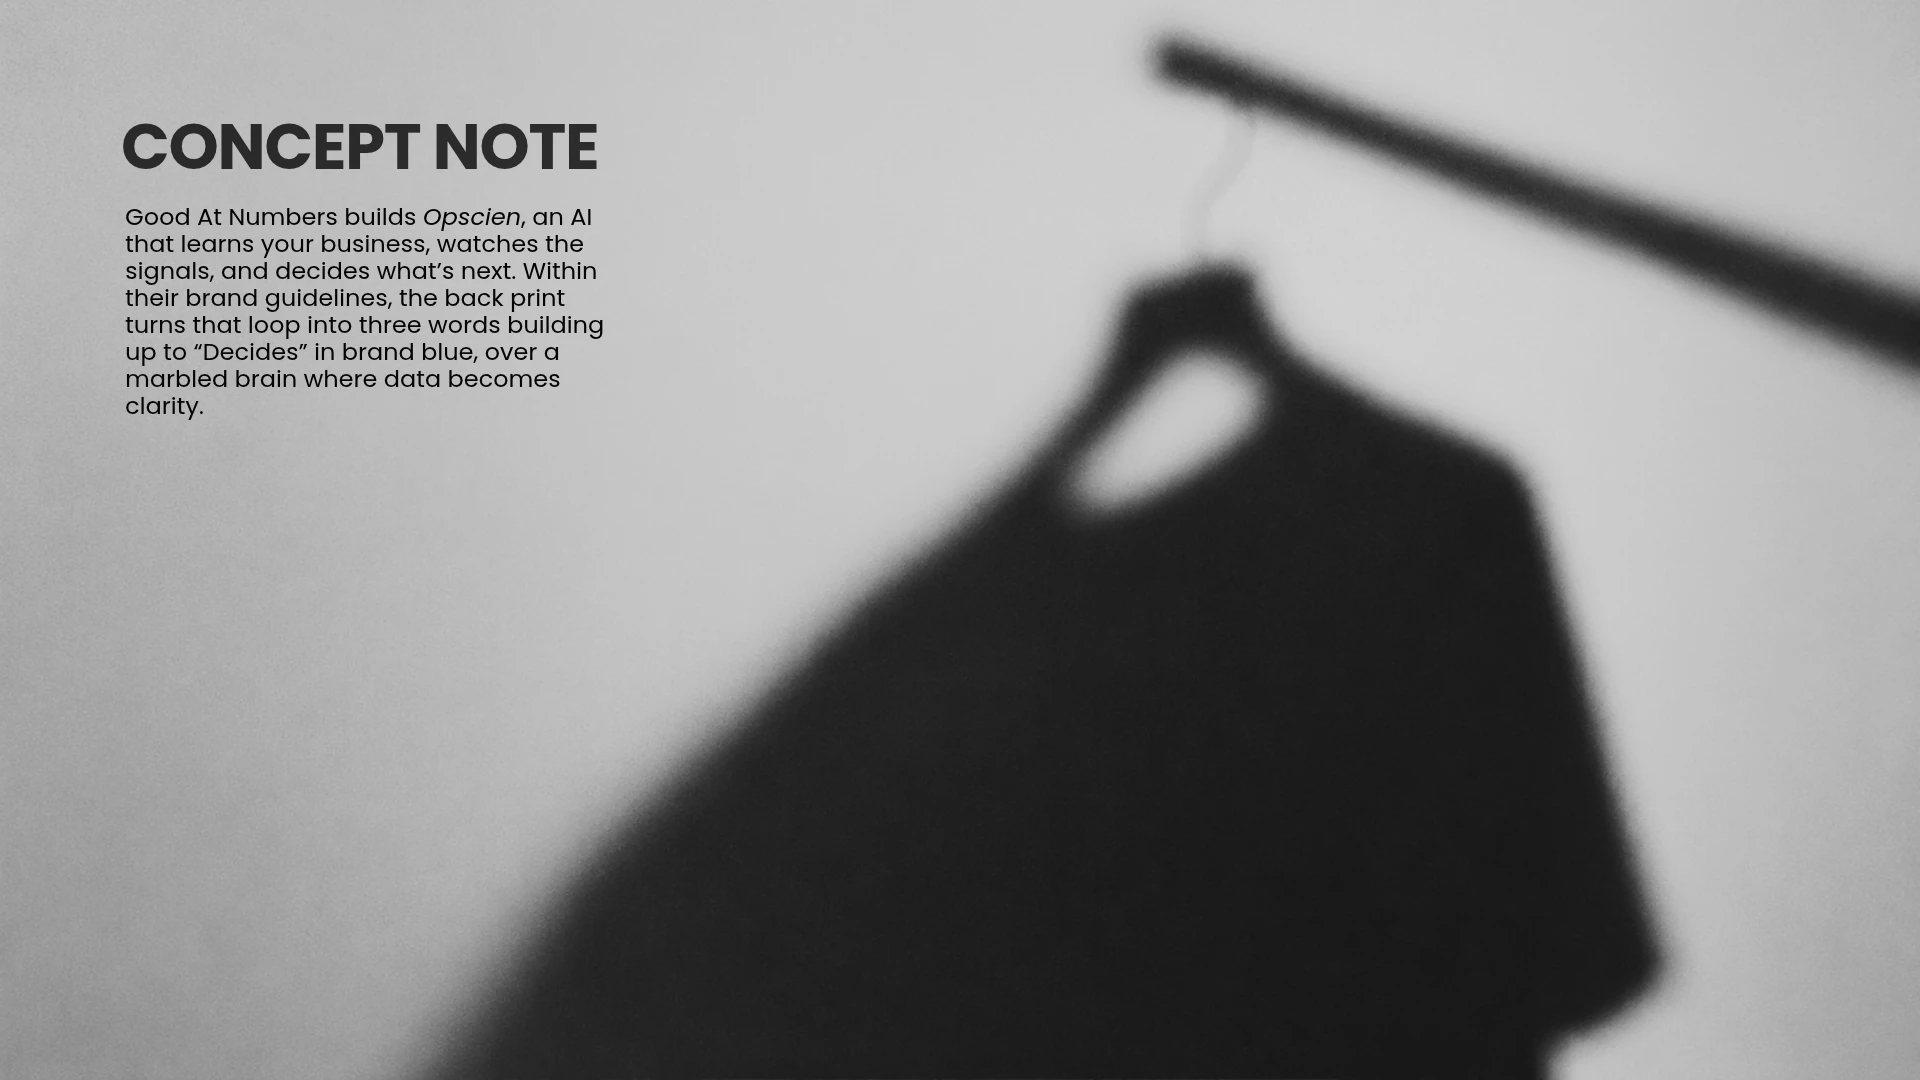 CONCEPT NOTE
Good At Numbers builds Opscien, an AI
that learns your business, watches the
signals, and decides what’s next. Within
their brand guidelines, the back print
turns that loop into three words building
up to “Decides” in brand blue, over a
marbled brain where data becomes
clarity.